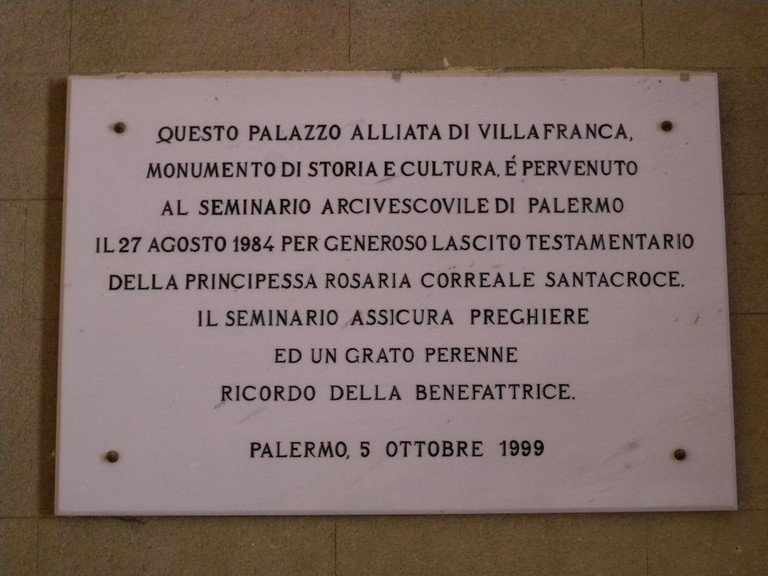 QUESTO PALAZZO ALLIATA DI VILLAFRANCA,
MONUMENTO DI STORIA E CULTURA, É PERVENUTO
AL SEMINARIO ARCIVESCOVILE DI PALERMO
IL 27 AGOSTO 1984 PER GENEROSO LASCITO TESTAMENTARIO
DELLA PRINCIPESSA ROSARIA CORREALE SANTACROCE.
IL SEMINARIO ASSICURA PREGHIERE
ED UN GRATO PERENNE
RICORDO DELLA BENEFATTRICE.
PALERMO, 5 OTTOBRE 1999